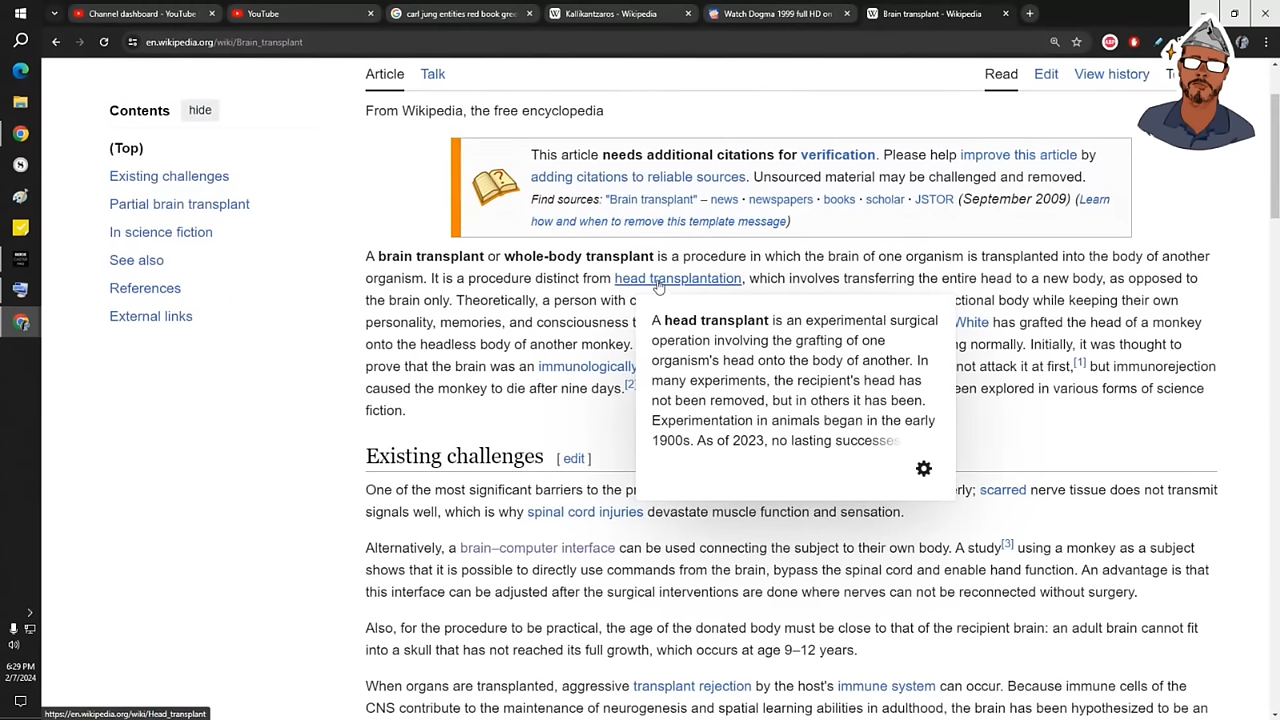 Channel dashboard - YouTube
YouTube
carl jung entities red book gree
Kallikantzaros - Wikipedia
Watch Dogma 1999 full HD on
Brain transplant - Wikipedia
en.wikipedia.org/wiki/Brain_transplant
Article Talk Read Edit View history
Contents hide
From Wikipedia, the free encyclopedia
(Top)
Existing challenges
Partial brain transplant
In science fiction
See also
References
External links
This article needs additional citations for verification. Please help improve this article by
adding citations to reliable sources. Unsourced material may be challenged and removed.
Find sources: "Brain transplant" – news · newspapers · books · scholar · JSTOR (September 2009) (Learn
how and when to remove this template message)
A brain transplant or whole-body transplant is a procedure in which the brain of one organism is transplanted into the body of another
organism. It is a procedure distinct from head transplantation, which involves transferring the entire head to a new body, as opposed to
the brain only. Theoretically, a person with c
ctional body while keeping their own
personality, memories, and consciousness t
White has grafted the head of a monkey
onto the headless body of another monkey.
ng normally. Initially, it was thought to
prove that the brain was an immunologically
not attack it at first,[1] but immunorejection
caused the monkey to die after nine days.[2]
een explored in various forms of science
fiction.
A head transplant is an experimental surgical
operation involving the grafting of one
organism's head onto the body of another. In
many experiments, the recipient's head has
not been removed, but in others it has been.
Experimentation in animals began in the early
1900s. As of 2023, no lasting successes
Existing challenges [ edit ]
One of the most significant barriers to the pr
erly; scarred nerve tissue does not transmit
signals well, which is why spinal cord injuries devastate muscle function and sensation.
Alternatively, a brain–computer interface can be used connecting the subject to their own body. A study[3] using a monkey as a subject
shows that it is possible to directly use commands from the brain, bypass the spinal cord and enable hand function. An advantage is that
this interface can be adjusted after the surgical interventions are done where nerves can not be reconnected without surgery.
Also, for the procedure to be practical, the age of the donated body must be close to that of the recipient brain: an adult brain cannot fit
into a skull that has not reached its full growth, which occurs at age 9–12 years.
When organs are transplanted, aggressive transplant rejection by the host's immune system can occur. Because immune cells of the
CNS contribute to the maintenance of neurogenesis and spatial learning abilities in adulthood, the brain has been hypothesized to be an
6:29 PM
2/7/2024
https://en.wikipedia.org/wiki/Head_transplant